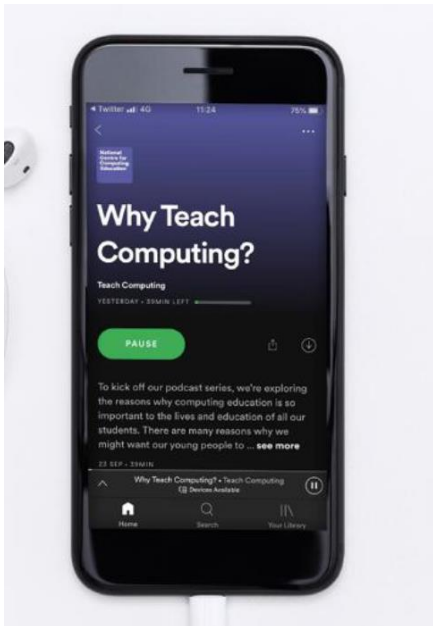 Twitter 4G 11:24 75%
National
Centre for
Computing
Education
Why Teach
Computing?
Teach Computing
YESTERDAY • 39MIN LEFT
PAUSE
To kick off our podcast series, we're exploring
the reasons why computing education is so
important to the lives and education of all our
students. There are many reasons why we
might want our young people to ... see more
23 SEP • 39MIN
Why Teach Computing? • Teach Computing
Devices Available
Home Search Your Library